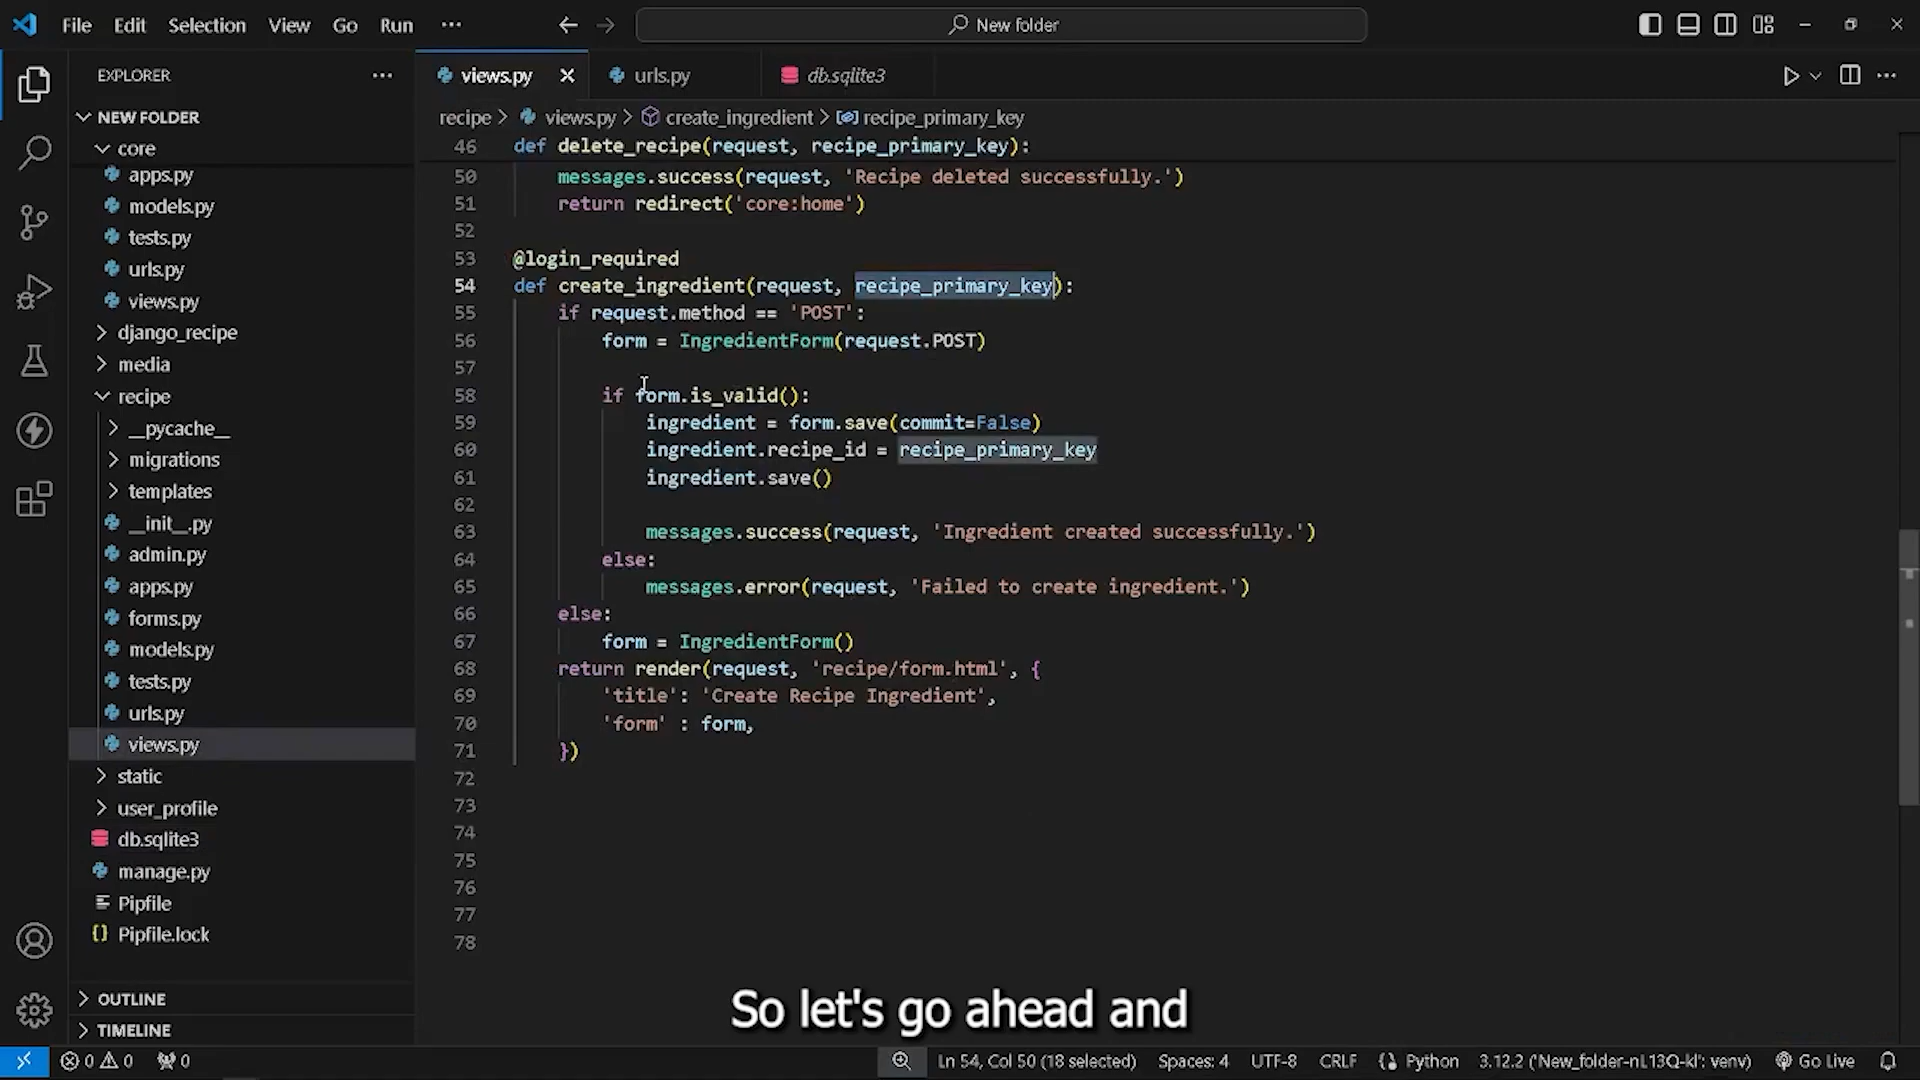 File Edit Selection View Go Run ··· New folder
EXPLORER ···
NEW FOLDER
core
apps.py
models.py
tests.py
urls.py
views.py
django_recipe
media
recipe
__pycache__
migrations
templates
__init__.py
admin.py
apps.py
forms.py
models.py
tests.py
urls.py
views.py
static
user_profile
db.sqlite3
manage.py
Pipfile
Pipfile.lock
OUTLINE
TIMELINE
views.py urls.py db.sqlite3
recipe > views.py > create_ingredient > recipe_primary_key
46 def delete_recipe(request, recipe_primary_key):
50 messages.success(request, 'Recipe deleted successfully.')
51 return redirect('core:home')
52
53 @login_required
54 def create_ingredient(request, recipe_primary_key):
55 if request.method == 'POST':
56 form = IngredientForm(request.POST)
57
58 if form.is_valid():
59 ingredient = form.save(commit=False)
60 ingredient.recipe_id = recipe_primary_key
61 ingredient.save()
62
63 messages.success(request, 'Ingredient created successfully.')
64 else:
65 messages.error(request, 'Failed to create ingredient.')
66 else:
67 form = IngredientForm()
68 return render(request, 'recipe/form.html', {
69 'title': 'Create Recipe Ingredient',
70 'form' : form,
71 })
72
73
74
75
76
77
78
So let's go ahead and
0 0 0 Ln 54, Col 50 (18 selected) Spaces: 4 UTF-8 CRLF Python 3.12.2 ('New_folder-nL13Q-kl': venv) Go Live